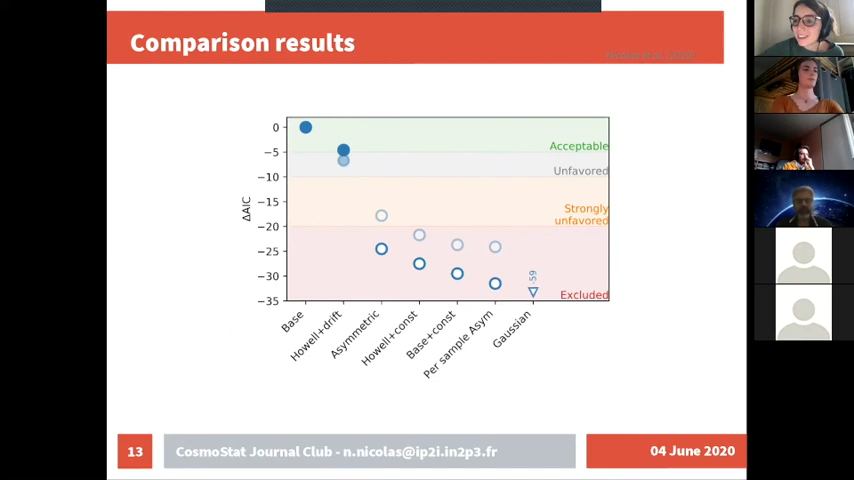 Comparison results
0
−5
−10
−15
−20
−25
−30
−35
ΔAIC
Acceptable
Unfavored
Strongly
unfavored
-59
Excluded
Base
Howell+drift
Asymmetric
Howell+const
Base+const
Per sample Asym
Gaussian
13
CosmoStat Journal Club - n.nicolas@ip2i.in2p3.fr
04 June 2020